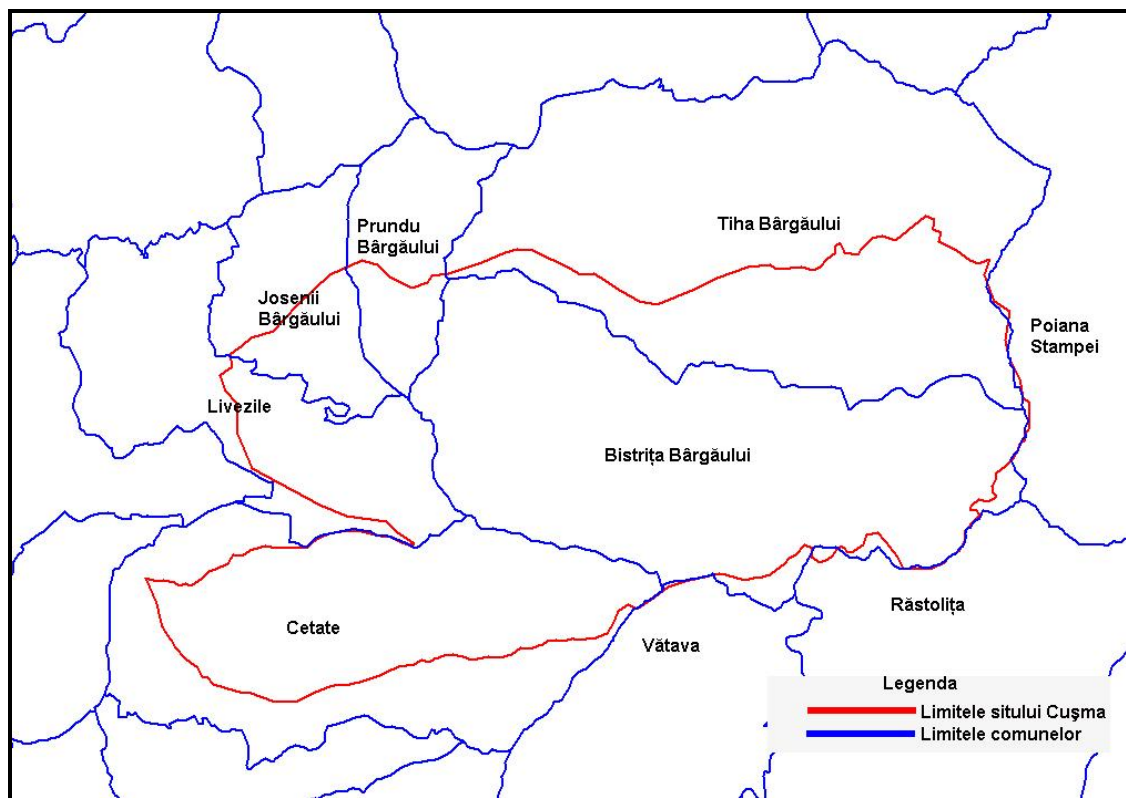 Tiha Bârgăului
Prundu
Bârgăului
Josenii
Bârgăului
Poiana
Stampei
Livezile
Bistrița Bârgăului
Răstolița
Cetate
Vătava
Legenda
Limitele sitului Cuşma
Limitele comunelor